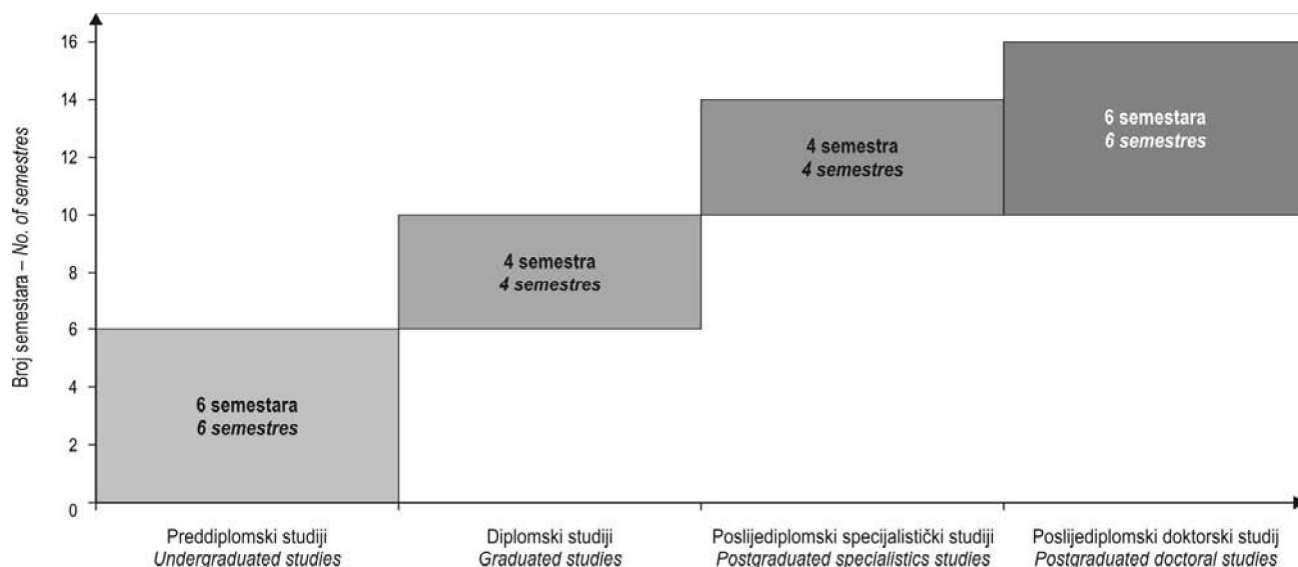 Broj semestara – No. of semestres
16
14
12
10
8
6
4
2
0
6 semestara
6 semestres
4 semestra
4 semestres
4 semestra
4 semestres
6 semestara
6 semestres
Preddiplomski studiji
Undergraduated studies
Diplomski studiji
Graduated studies
Poslijediplomski specijalistički studiji
Postgraduated specialistics studies
Poslijediplomski doktorski studij
Postgraduated doctoral studies